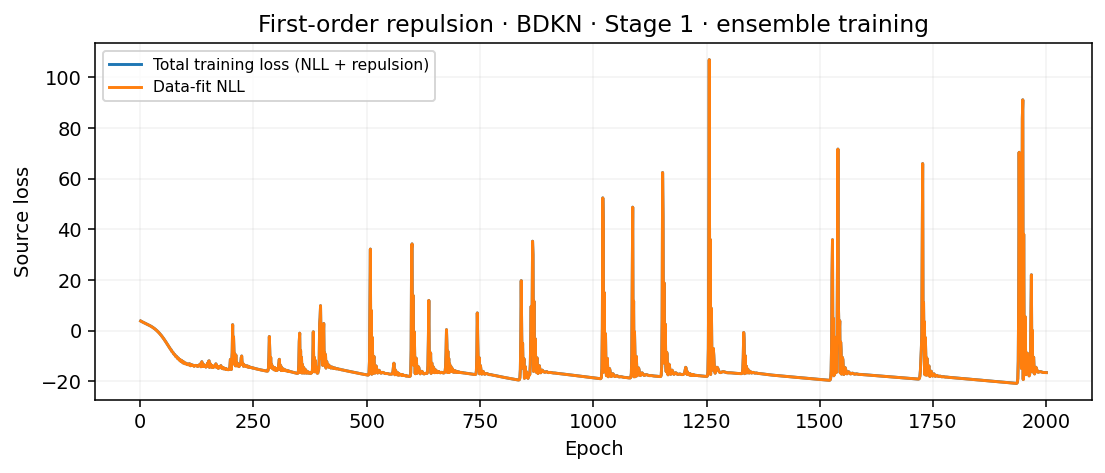 First-order repulsion · BDKN · Stage 1 · ensemble training
Total training loss (NLL + repulsion)
Data-fit NLL
Source loss
100
80
60
40
20
0
−20
0 250 500 750 1000 1250 1500 1750 2000
Epoch